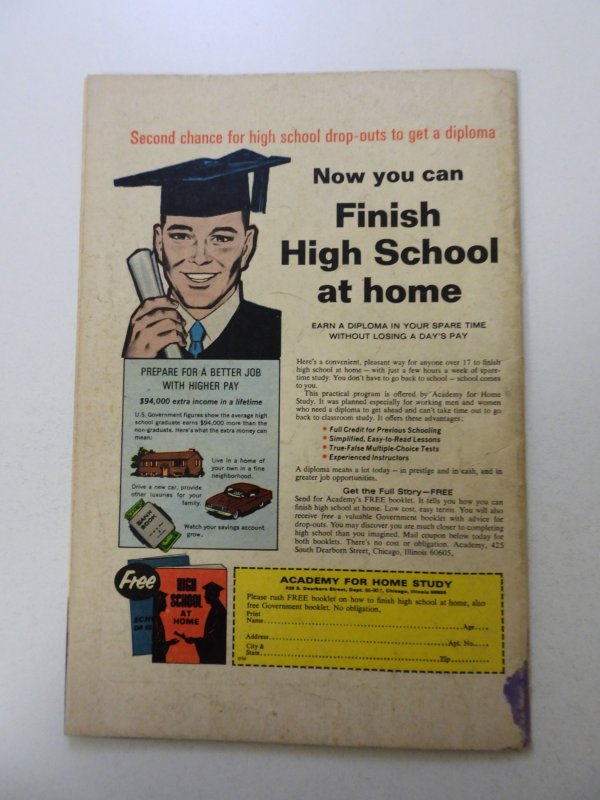 Second chance for high school drop-outs to get a diploma
Now you can
Finish
High School
at home
EARN A DIPLOMA IN YOUR SPARE TIME
WITHOUT LOSING A DAY'S PAY
Here's a convenient, pleasant way for anyone over 17 to finish
high school at home — with just a few hours a week of spare-
time study. You don't have to go back to school — school comes
to you.
This practical program is offered by Academy for Home
Study. It was planned especially for working men and women
who need a diploma to get ahead and can't take time out to go
back to classroom study. It offers these advantages:
• Full Credit for Previous Schooling
• Simplified, Easy-to-Read Lessons
• True-False Multiple-Choice Tests
• Experienced Instructors
A diploma means a lot today — in prestige and in cash, and in
greater job opportunities.
Get the Full Story—FREE
Send for Academy's FREE booklet. It tells you how you can
finish high school at home. Low cost, easy terms. You will also
receive free a valuable Government booklet with advice for
drop-outs. You may discover you are much closer to completing
high school than you imagined. Mail coupon below today for
both booklets. There's no cost or obligation. Academy, 425
South Dearborn Street, Chicago, Illinois 60605.
PREPARE FOR A BETTER JOB
WITH HIGHER PAY
$94,000 extra income in a lifetime
U.S. Government figures show the average high
school graduate earns $94,000 more than the
non-graduate. Here's what the extra money can
mean:
Live in a home of
your own in a fine
neighborhood.
Drive a new car, provide
other luxuries for your
family.
BANK
BOOK
Watch your savings account
grow.
Free
HIGH
SCHOOL
AT
HOME
ACADEMY FOR HOME STUDY
425 S. Dearborn Street, Dept. Chicago, Illinois 60605
Please rush FREE booklet on how to finish high school at home, also
free Government booklet. No obligation.
Print
Name Age
Address Apt. No.
City &
State Zip